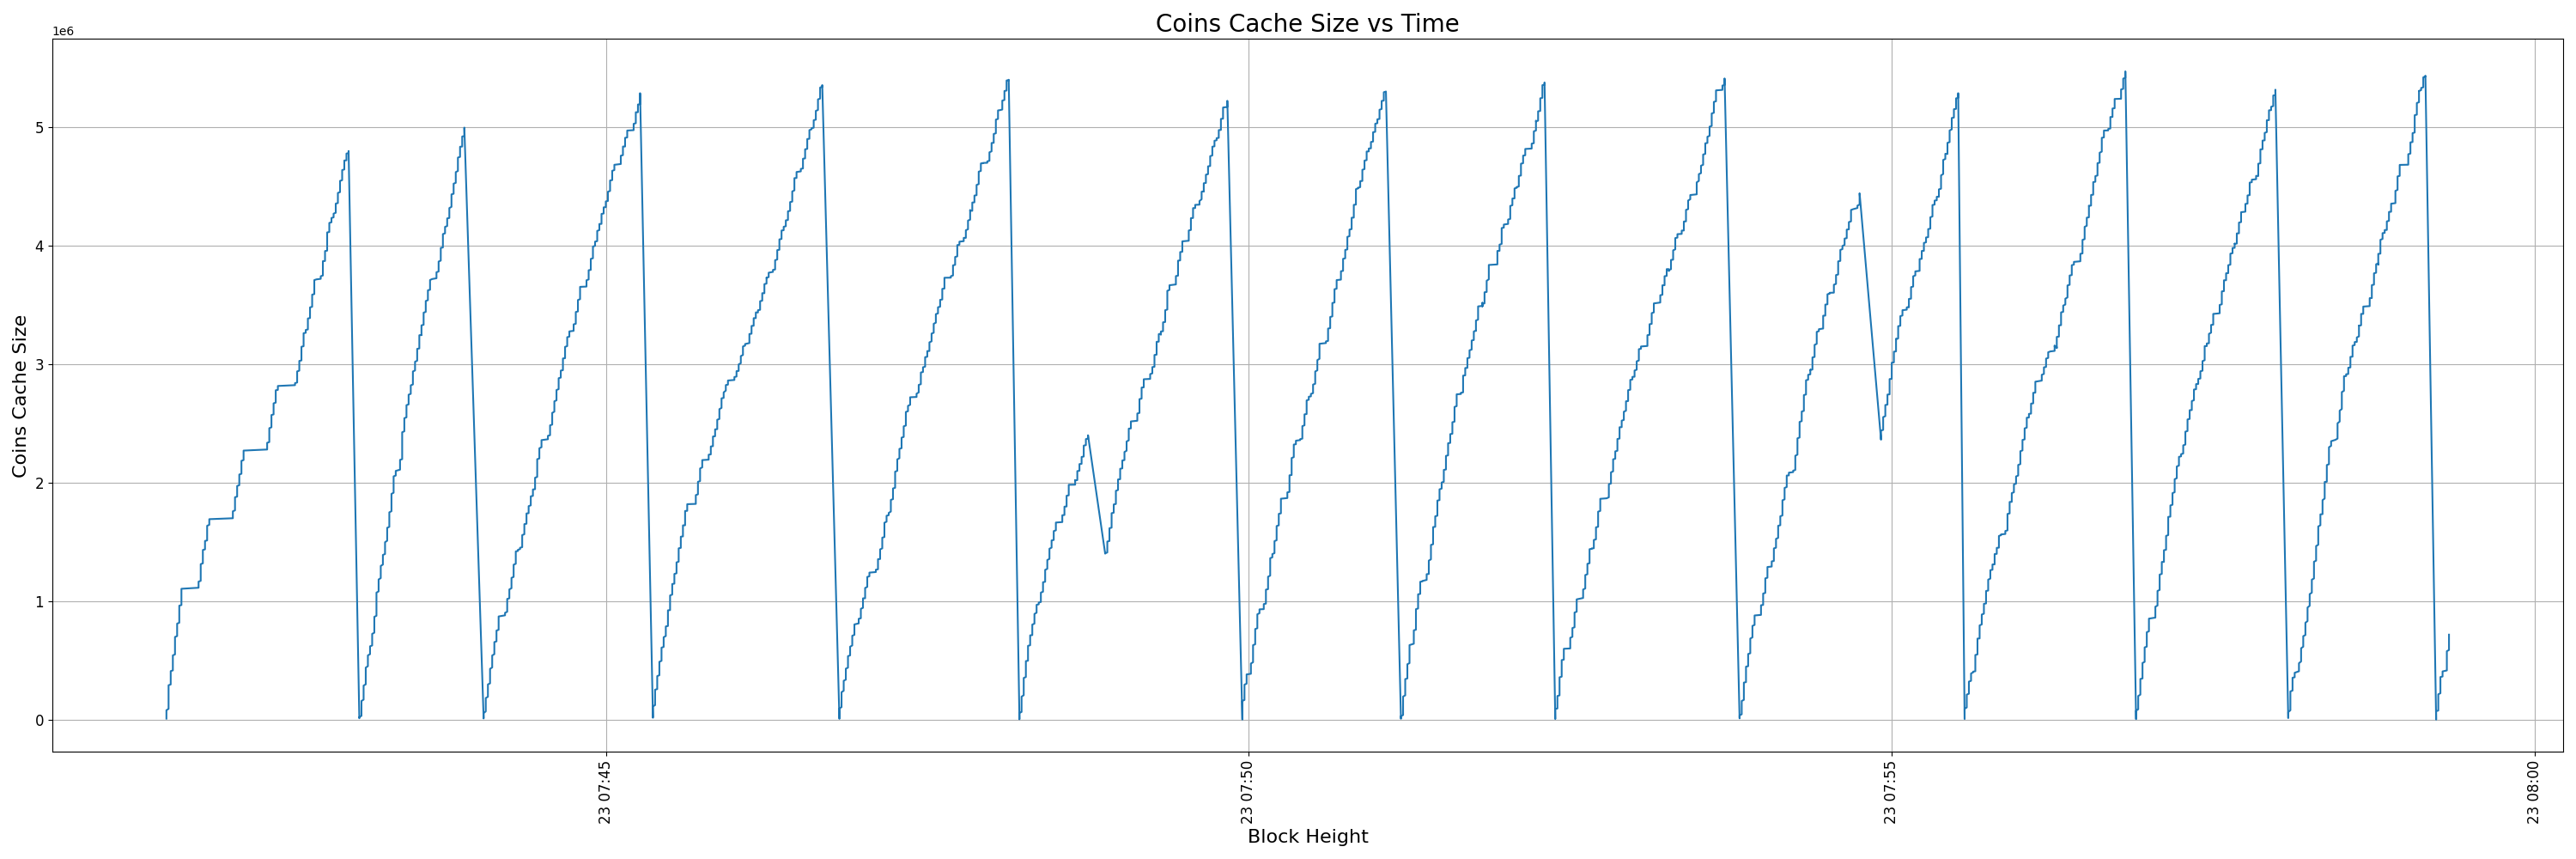 Coins Cache Size vs Time
1e6
5
4
3
2
1
0
Coins Cache Size
23 07:45
23 07:50
23 07:55
23 08:00
Block Height